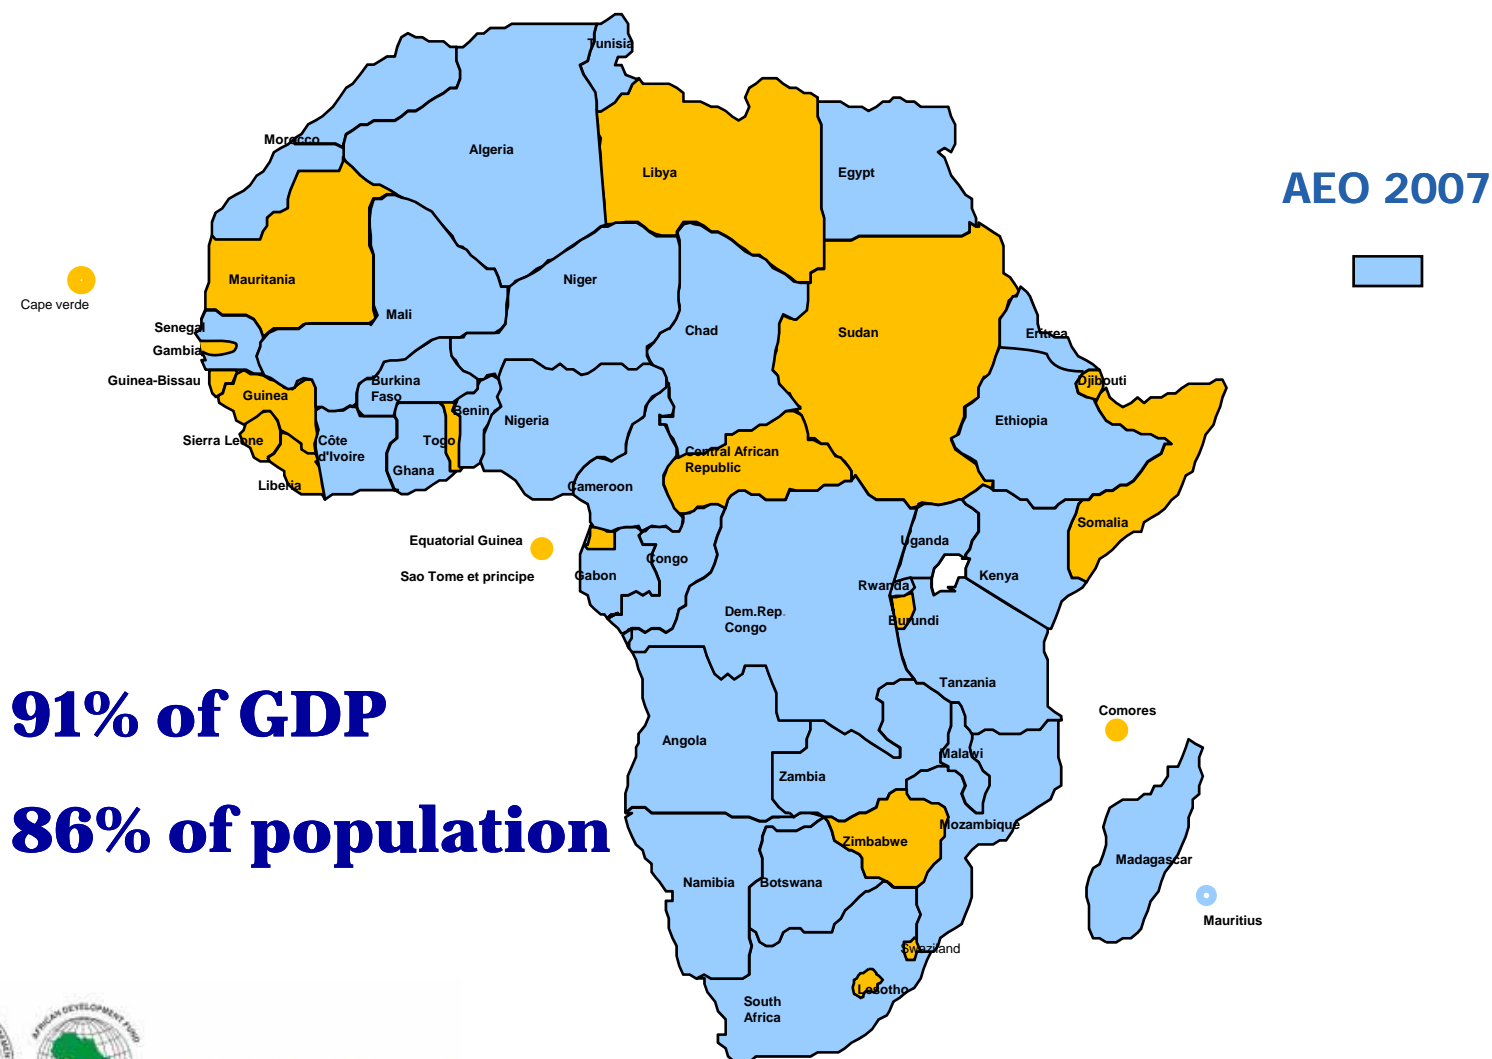 Tunisia
Morocco
Algeria
Libya
Egypt
AEO 2007
Mauritania
Niger
Cape verde
Mali
Senegal
Chad
Sudan
Eritrea
Gambia
Guinea-Bissau
Burkina
Faso
Djibouti
Guinea
Benin
Nigeria
Ethiopia
Sierra Leone
Côte
d'Ivoire
Togo
Ghana
Central African
Republic
Liberia
Cameroon
Somalia
Equatorial Guinea
Uganda
Congo
Sao Tome et principe
Gabon
Rwanda
Kenya
Dem.Rep.
Congo
Burundi
Tanzania
91% of GDP
Comores
Angola
Malawi
Zambia
86% of population
Mozambique
Zimbabwe
Madagascar
Namibia
Botswana
Mauritius
Swaziland
Lesotho
South
Africa
AFRICAN DEVELOPMENT FUND